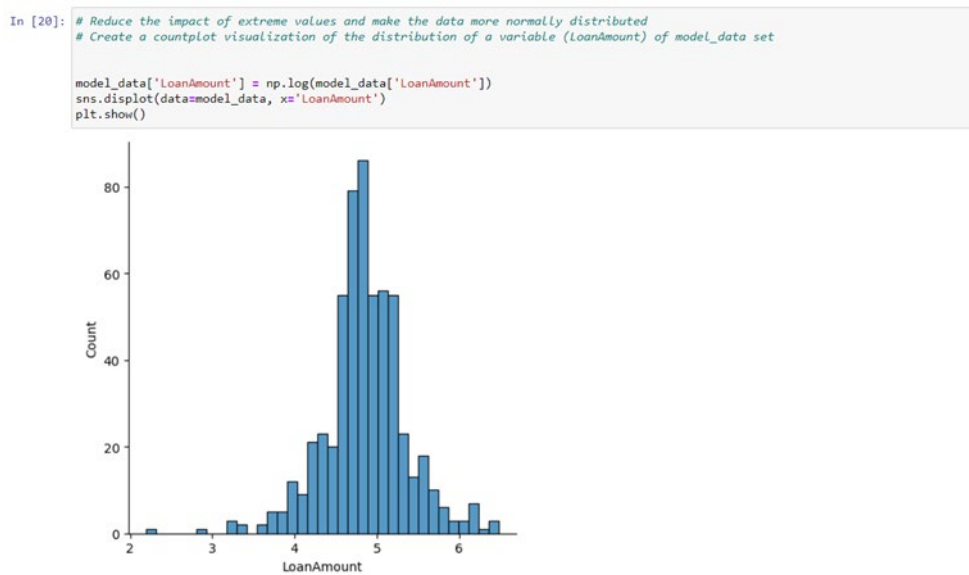 In [20]: # Reduce the impact of extreme values and make the data more normally distributed
# Create a countplot visualization of the distribution of a variable (LoanAmount) of model_data set
model_data['LoanAmount'] = np.log(model_data['LoanAmount'])
sns.displot(data=model_data, x='LoanAmount')
plt.show()
80
60
40
20
0
Count
2 3 4 5 6
LoanAmount